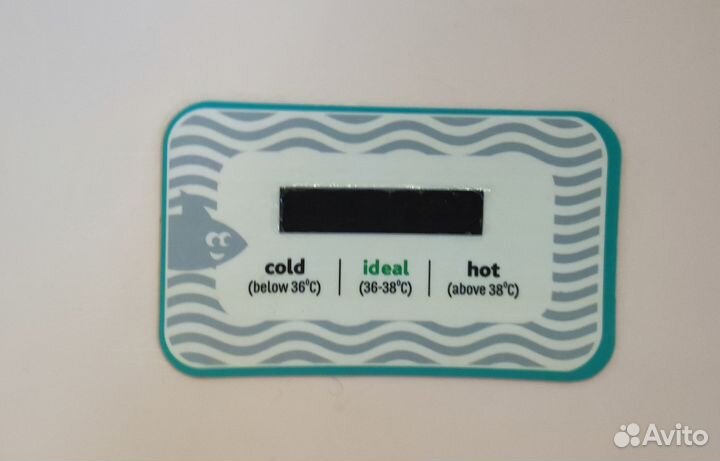 cold | ideal | hot
(below 36°C) (36-38°C) (above 38°C)
Avito